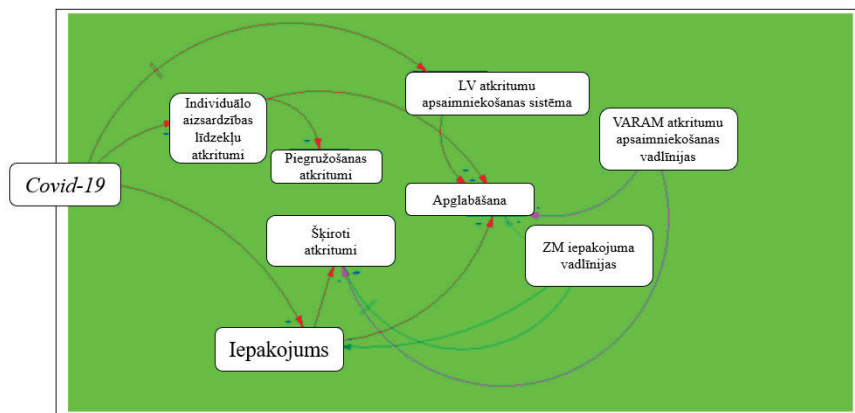 LV atkritumu
apsaimniekošanas sistēma
Individuālo
aizsardzības
līdzekļu
atkritumi
VARAM atkritumu
apsaimniekošanas
vadlīnijas
Piegružošanas
atkritumi
Covid-19
Apglabāšana
Šķiroti
atkritumi
ZM iepakojuma
vadlīnijas
Iepakojums